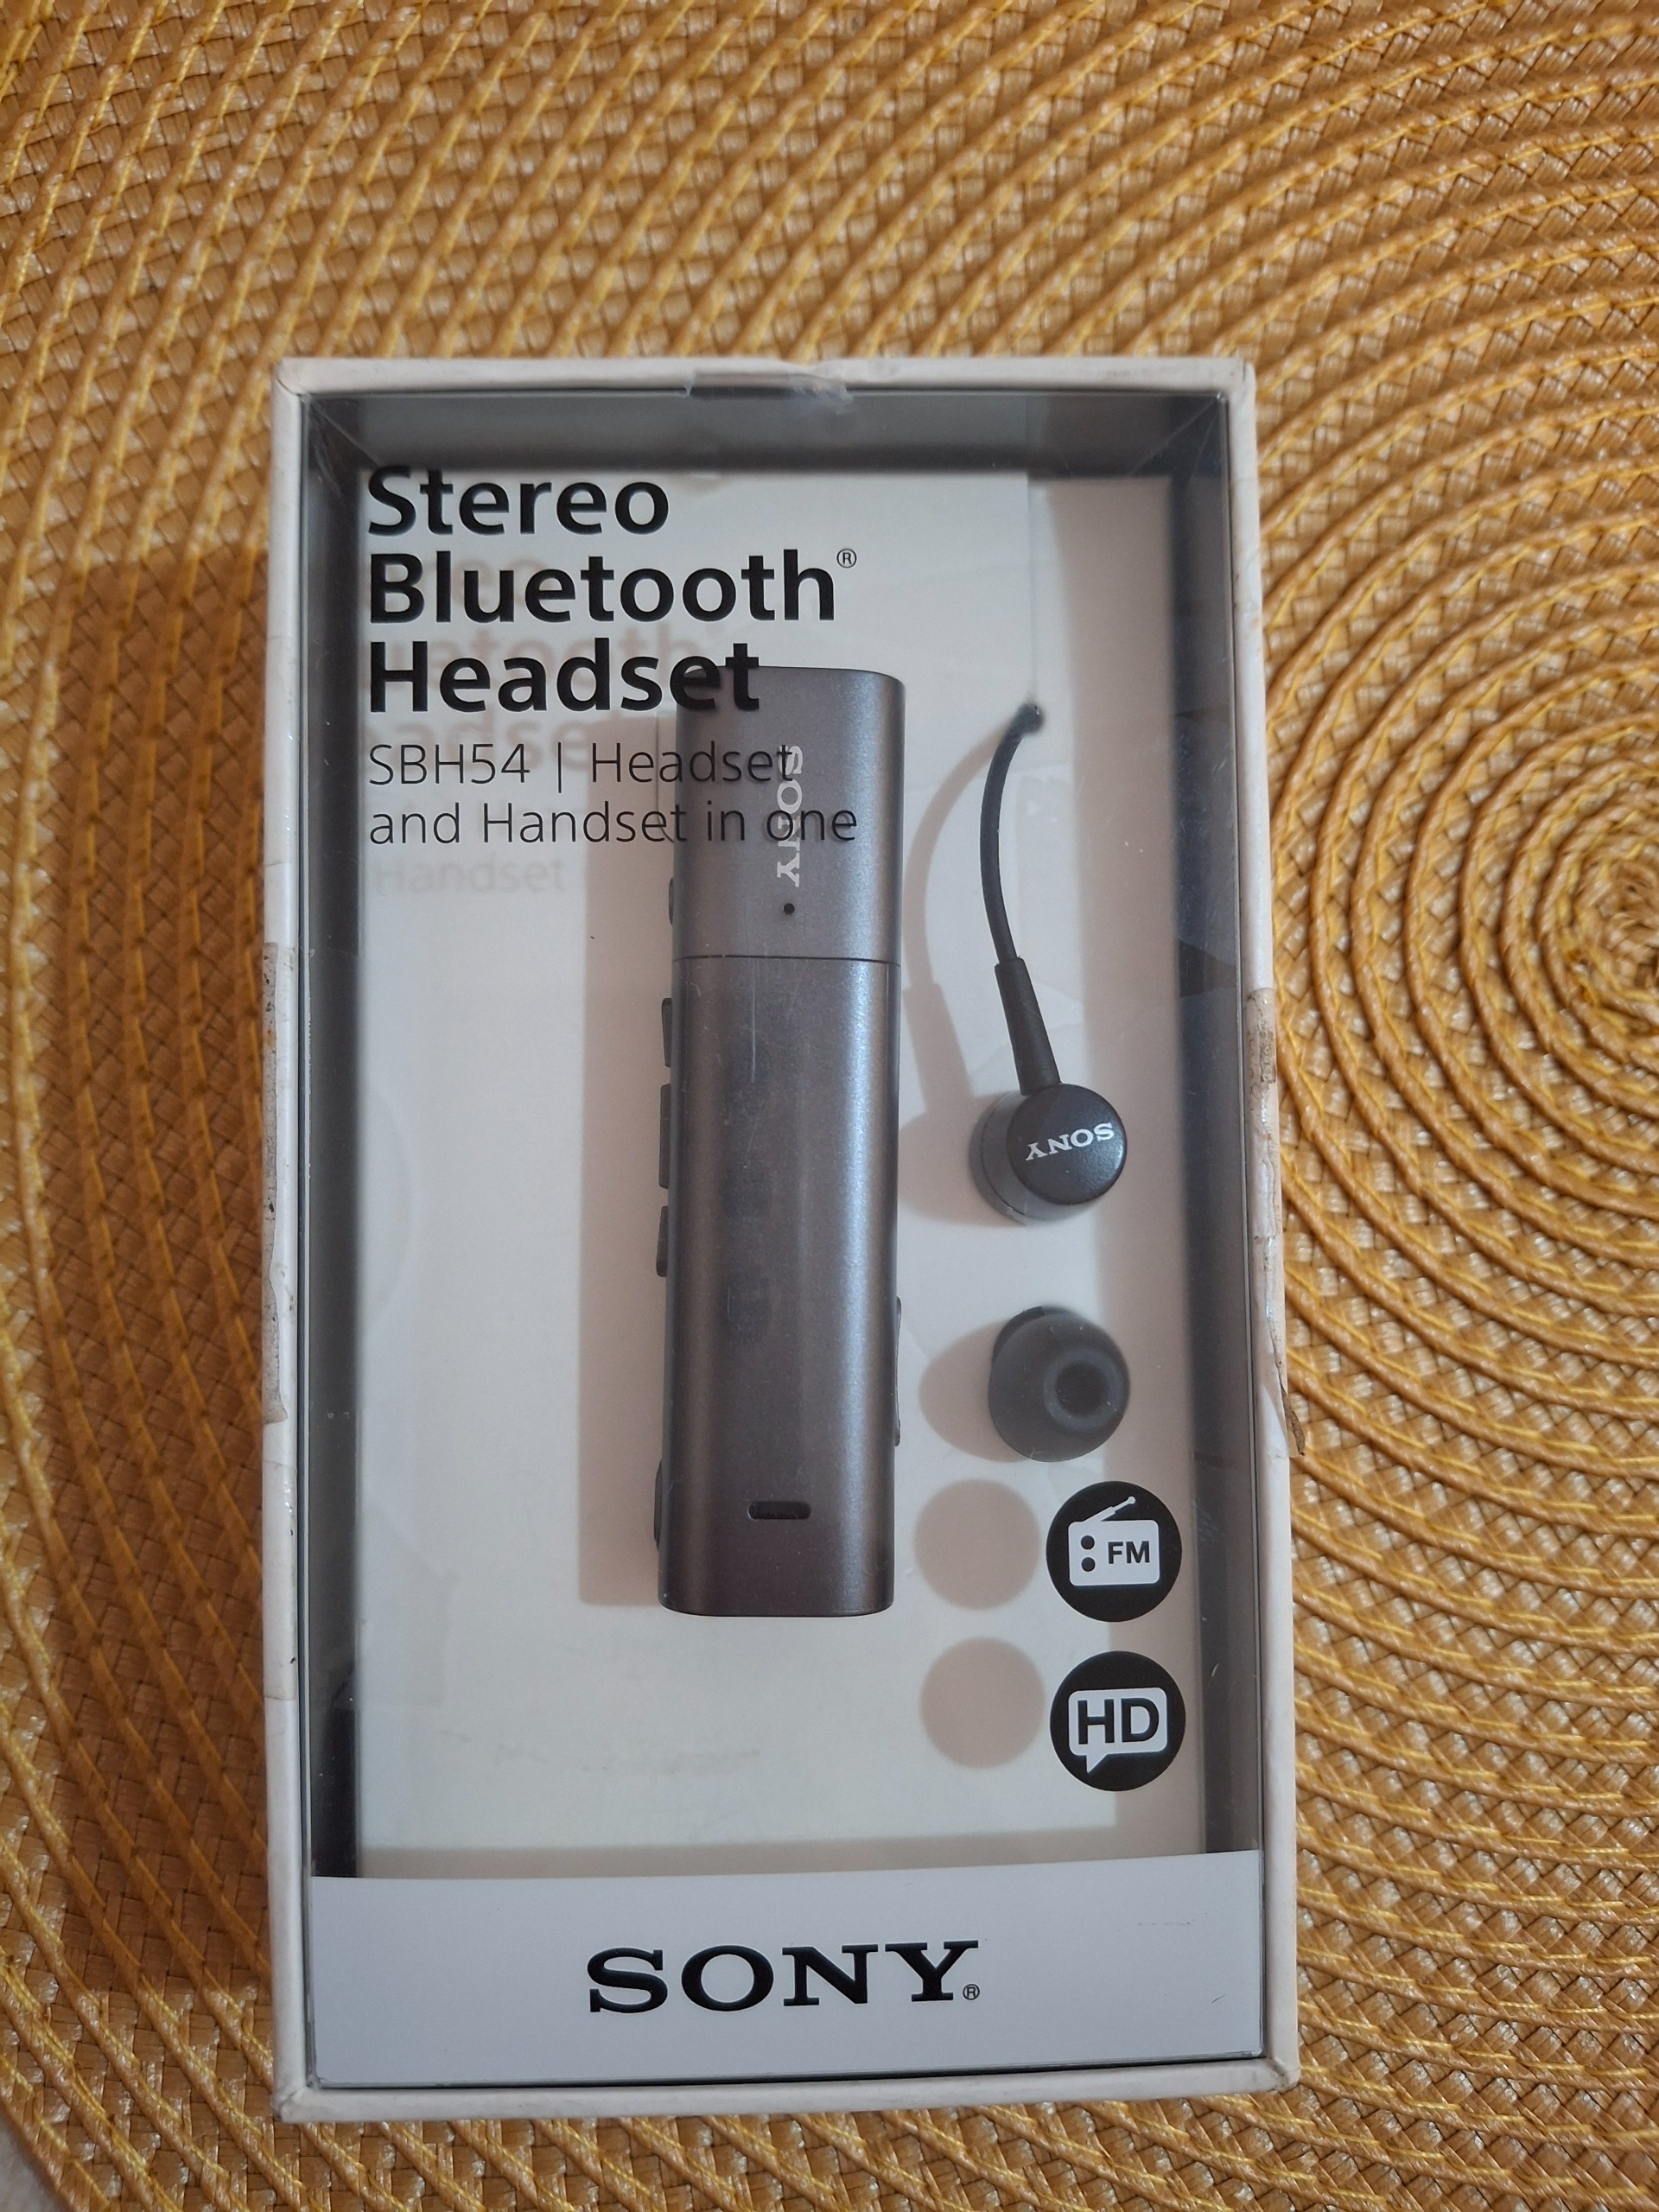 Stereo
Bluetooth®
Headset
SBH54 | Headset
and Handset in one
SONY
SONY
FM
HD
SONY®